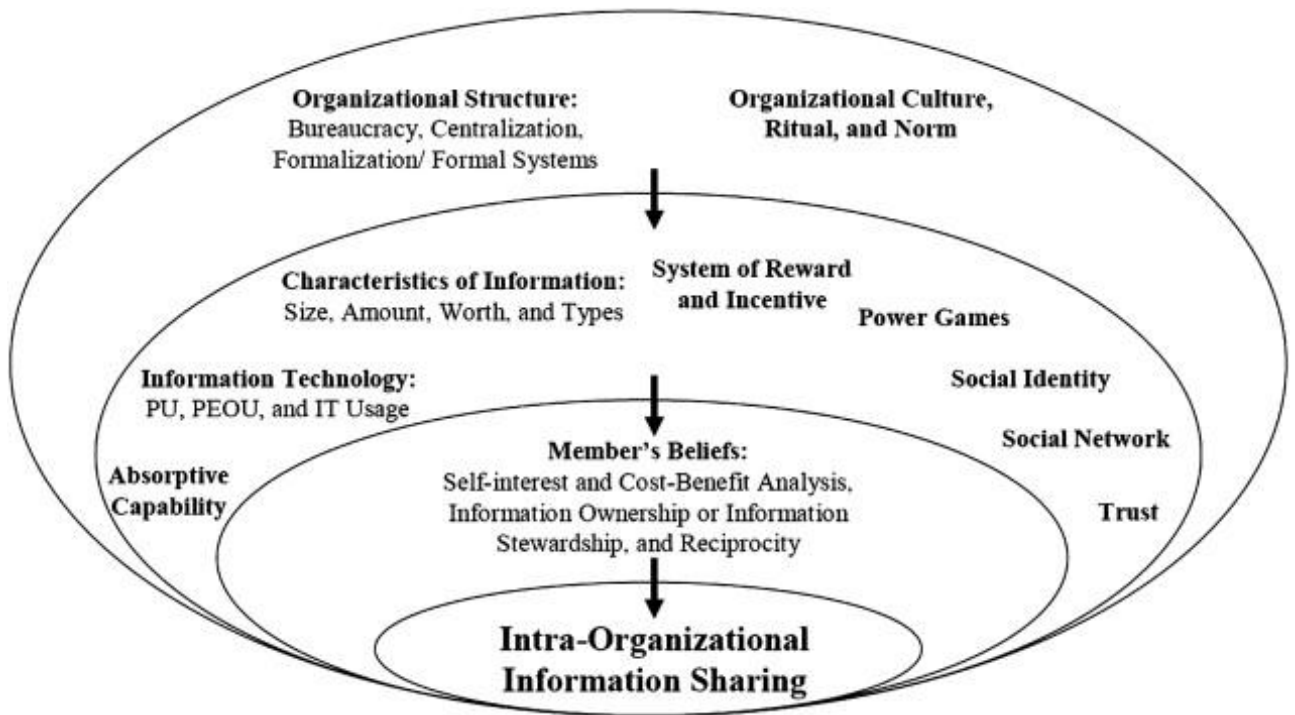 Organizational Structure:
Bureaucracy, Centralization,
Formalization/ Formal Systems
Organizational Culture,
Ritual, and Norm
Characteristics of Information:
Size, Amount, Worth, and Types
System of Reward
and Incentive
Power Games
Information Technology:
PU, PEOU, and IT Usage
Social Identity
Social Network
Absorptive
Capability
Trust
Member’s Beliefs:
Self-interest and Cost-Benefit Analysis,
Information Ownership or Information
Stewardship, and Reciprocity
Intra-Organizational
Information Sharing